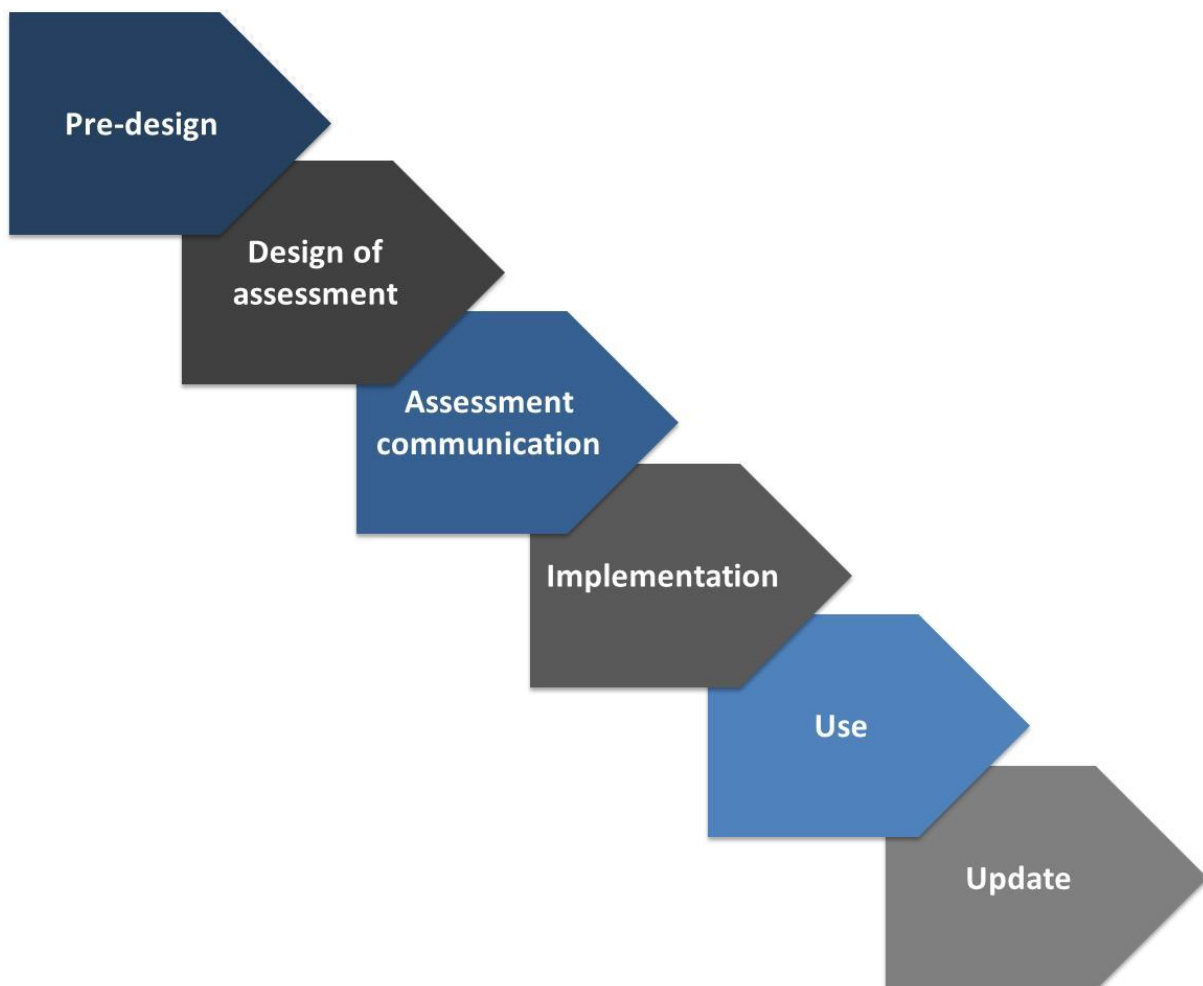 Pre-design
Design of
assessment
Assessment
communication
Implementation
Use
Update